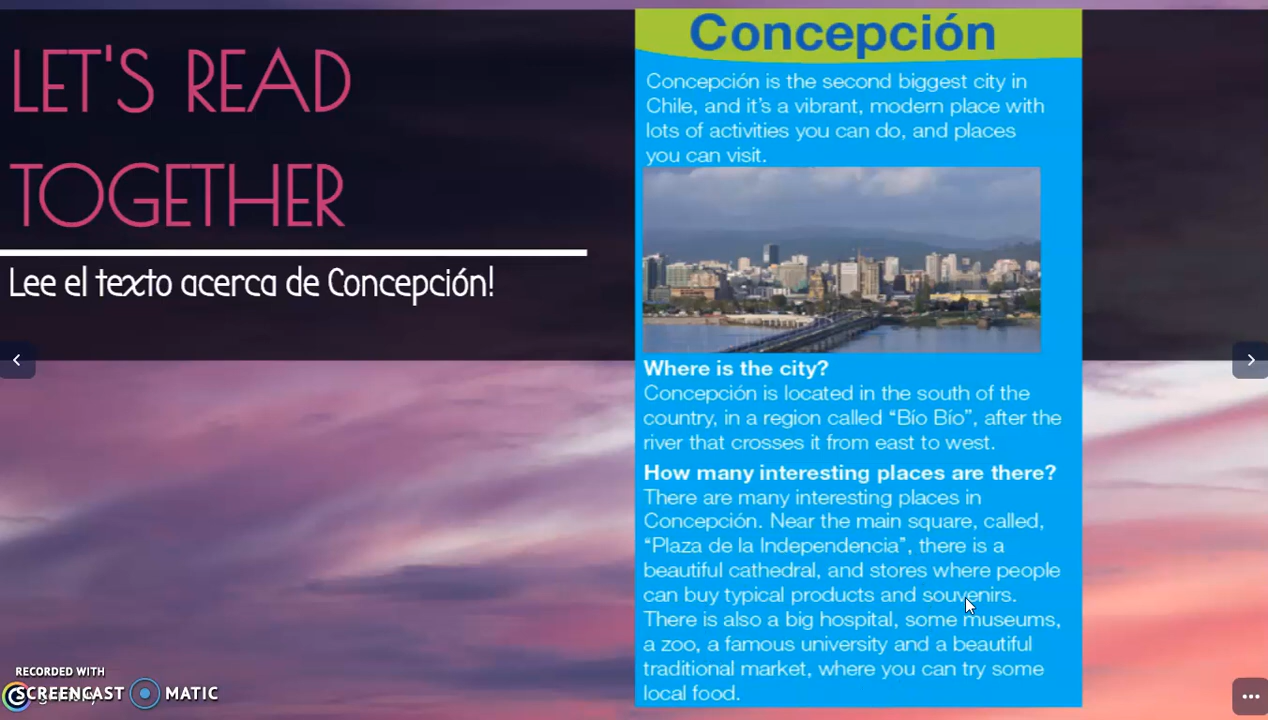 LET'S READ
TOGETHER
Lee el texto acerca de Concepción!
Concepción
Concepción is the second biggest city in
Chile, and it's a vibrant, modern place with
lots of activities you can do, and places
you can visit.
Where is the city?
Concepción is located in the south of the
country, in a region called “Bío Bío”, after the
river that crosses it from east to west.
How many interesting places are there?
There are many interesting places in
Concepción. Near the main square, called,
“Plaza de la Independencia”, there is a
beautiful cathedral, and stores where people
can buy typical products and souvenirs.
There is also a big hospital, some museums,
a zoo, a famous university and a beautiful
traditional market, where you can try some
local food.
RECORDED WITH
SCREENCAST MATIC